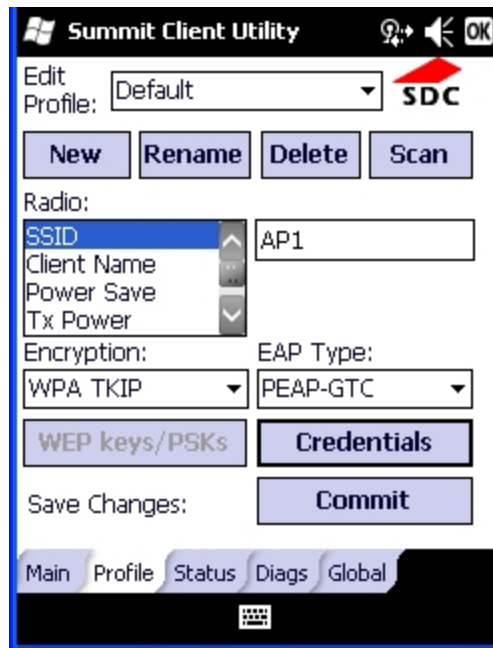 Summit Client Utility
OK
Edit
Profile:
Default
SDC
New
Rename
Delete
Scan
Radio:
SSID
Client Name
Power Save
Tx Power
AP1
Encryption:
EAP Type:
WPA TKIP
PEAP-GTC
WEP keys/PSKs
Credentials
Save Changes:
Commit
Main
Profile
Status
Diags
Global